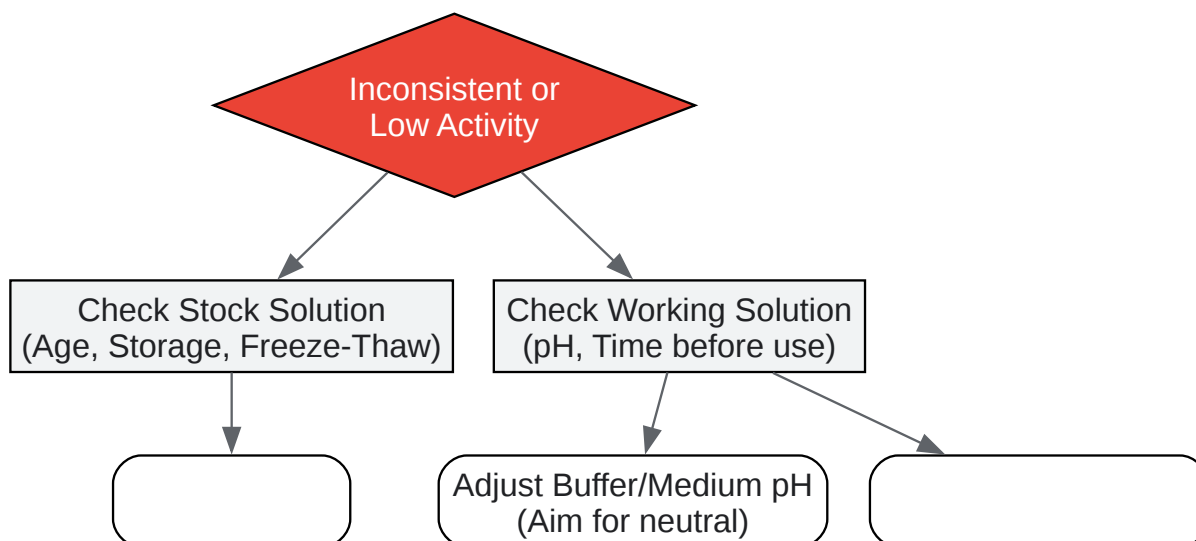 Inconsistent or
Low Activity
Check Stock Solution
(Age, Storage, Freeze-Thaw)
Check Working Solution
(pH, Time before use)
Adjust Buffer/Medium pH
(Aim for neutral)